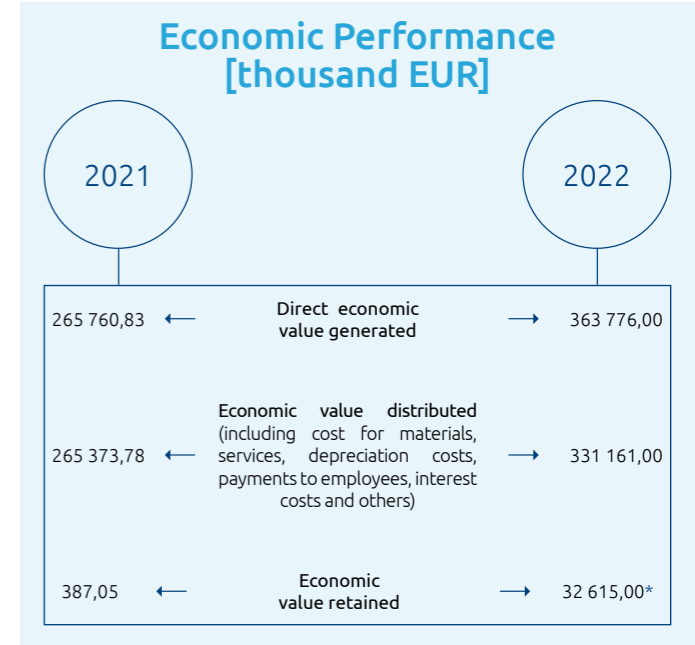 Economic Performance
[thousand EUR]
2021
2022
265 760,83
Direct economic
value generated
363 776,00
265 373,78
Economic value distributed
(including cost for materials,
services, depreciation costs,
payments to employees, interest
costs and others)
331 161,00
387,05
Economic
value retained
32 615,00*